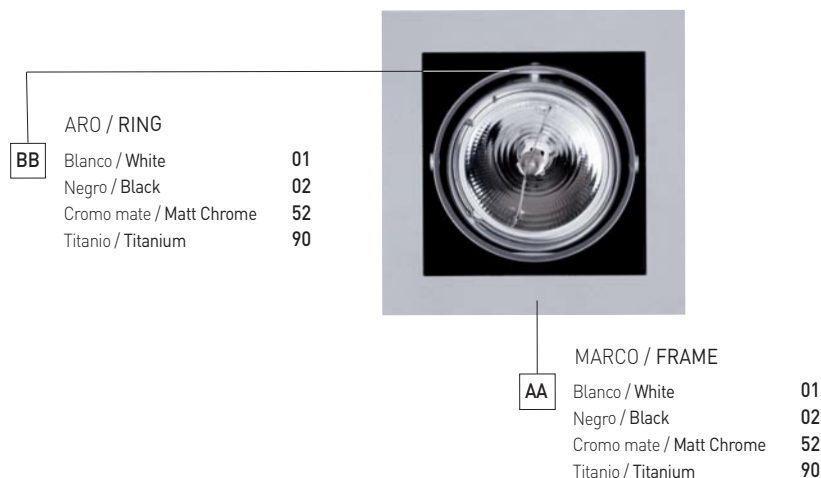 ARO / RING
BB
Blanco / White 01
Negro / Black 02
Cromo mate / Matt Chrome 52
Titanio / Titanium 90
MARCO / FRAME
AA
Blanco / White 01
Negro / Black 02
Cromo mate / Matt Chrome 52
Titanio / Titanium 90